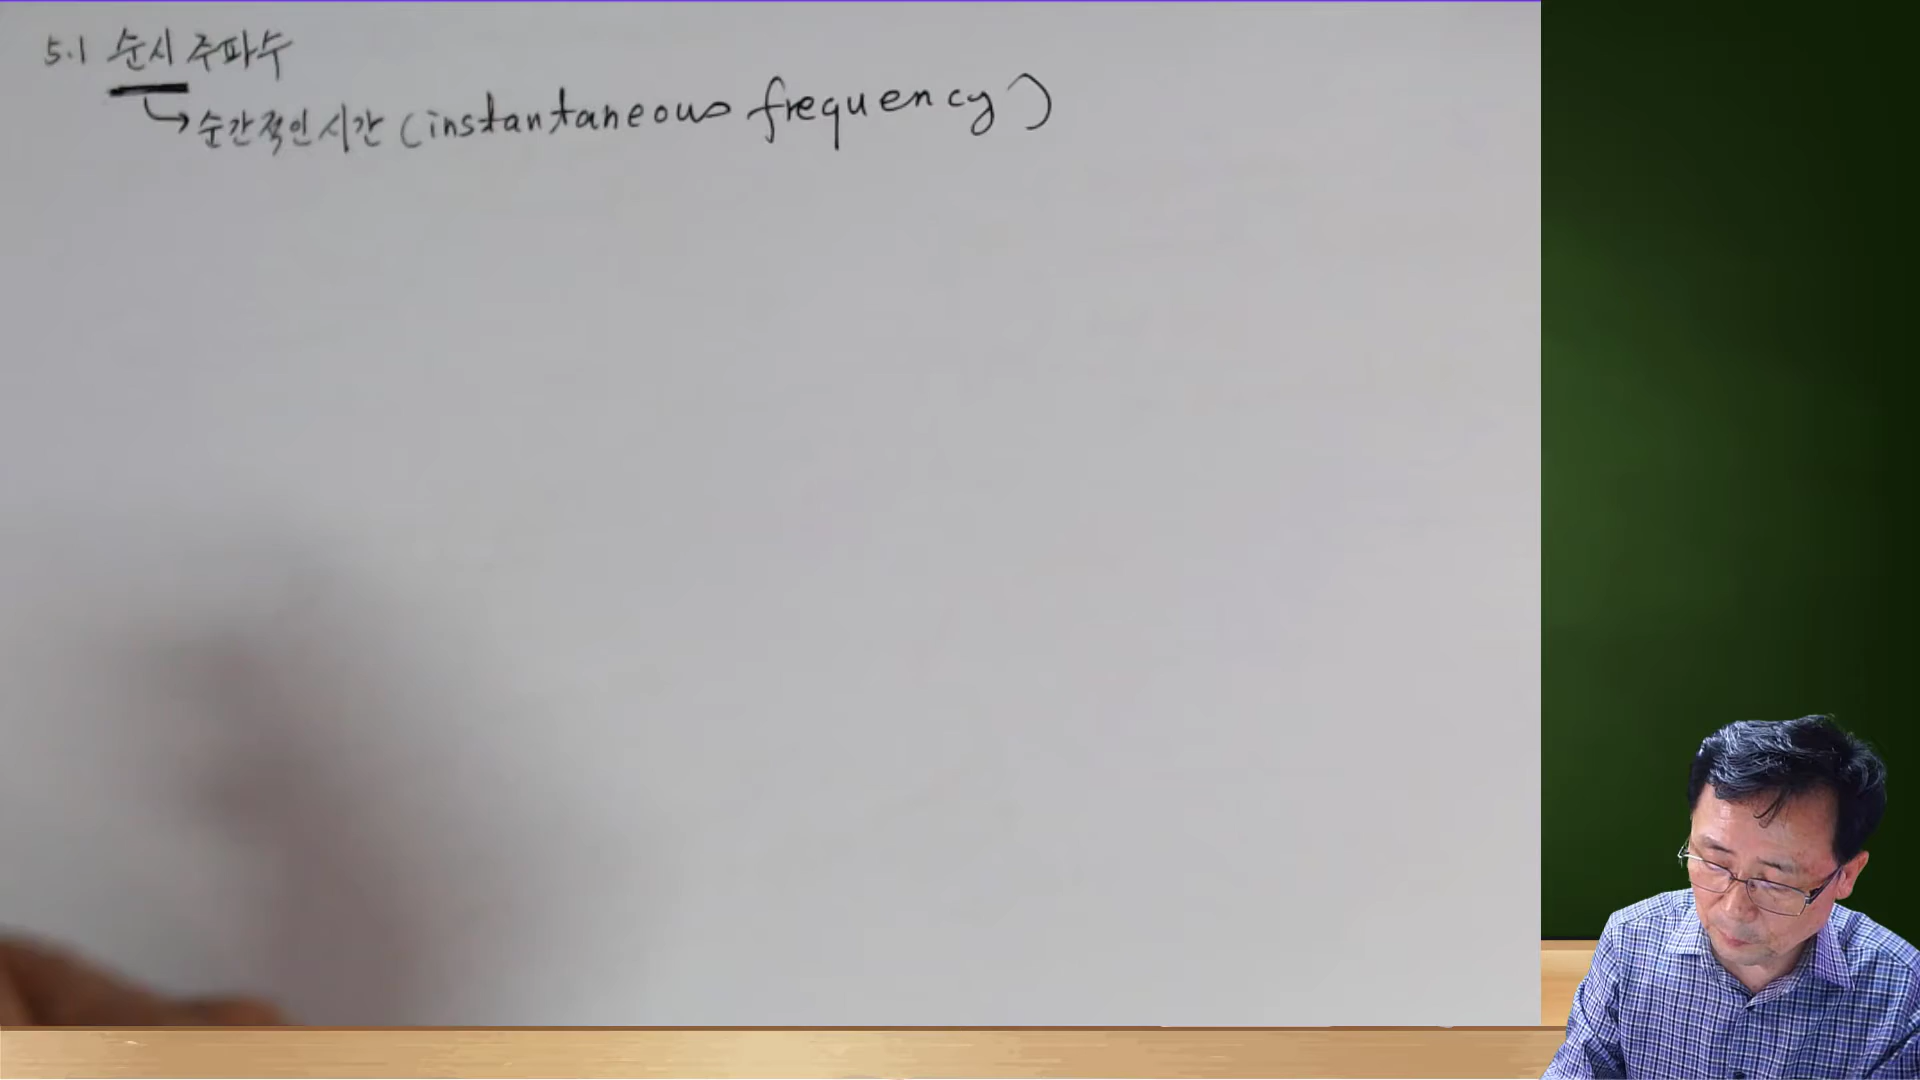 5.1 순시 주파수
↳ 순간적인 시간 (instantaneous frequency)